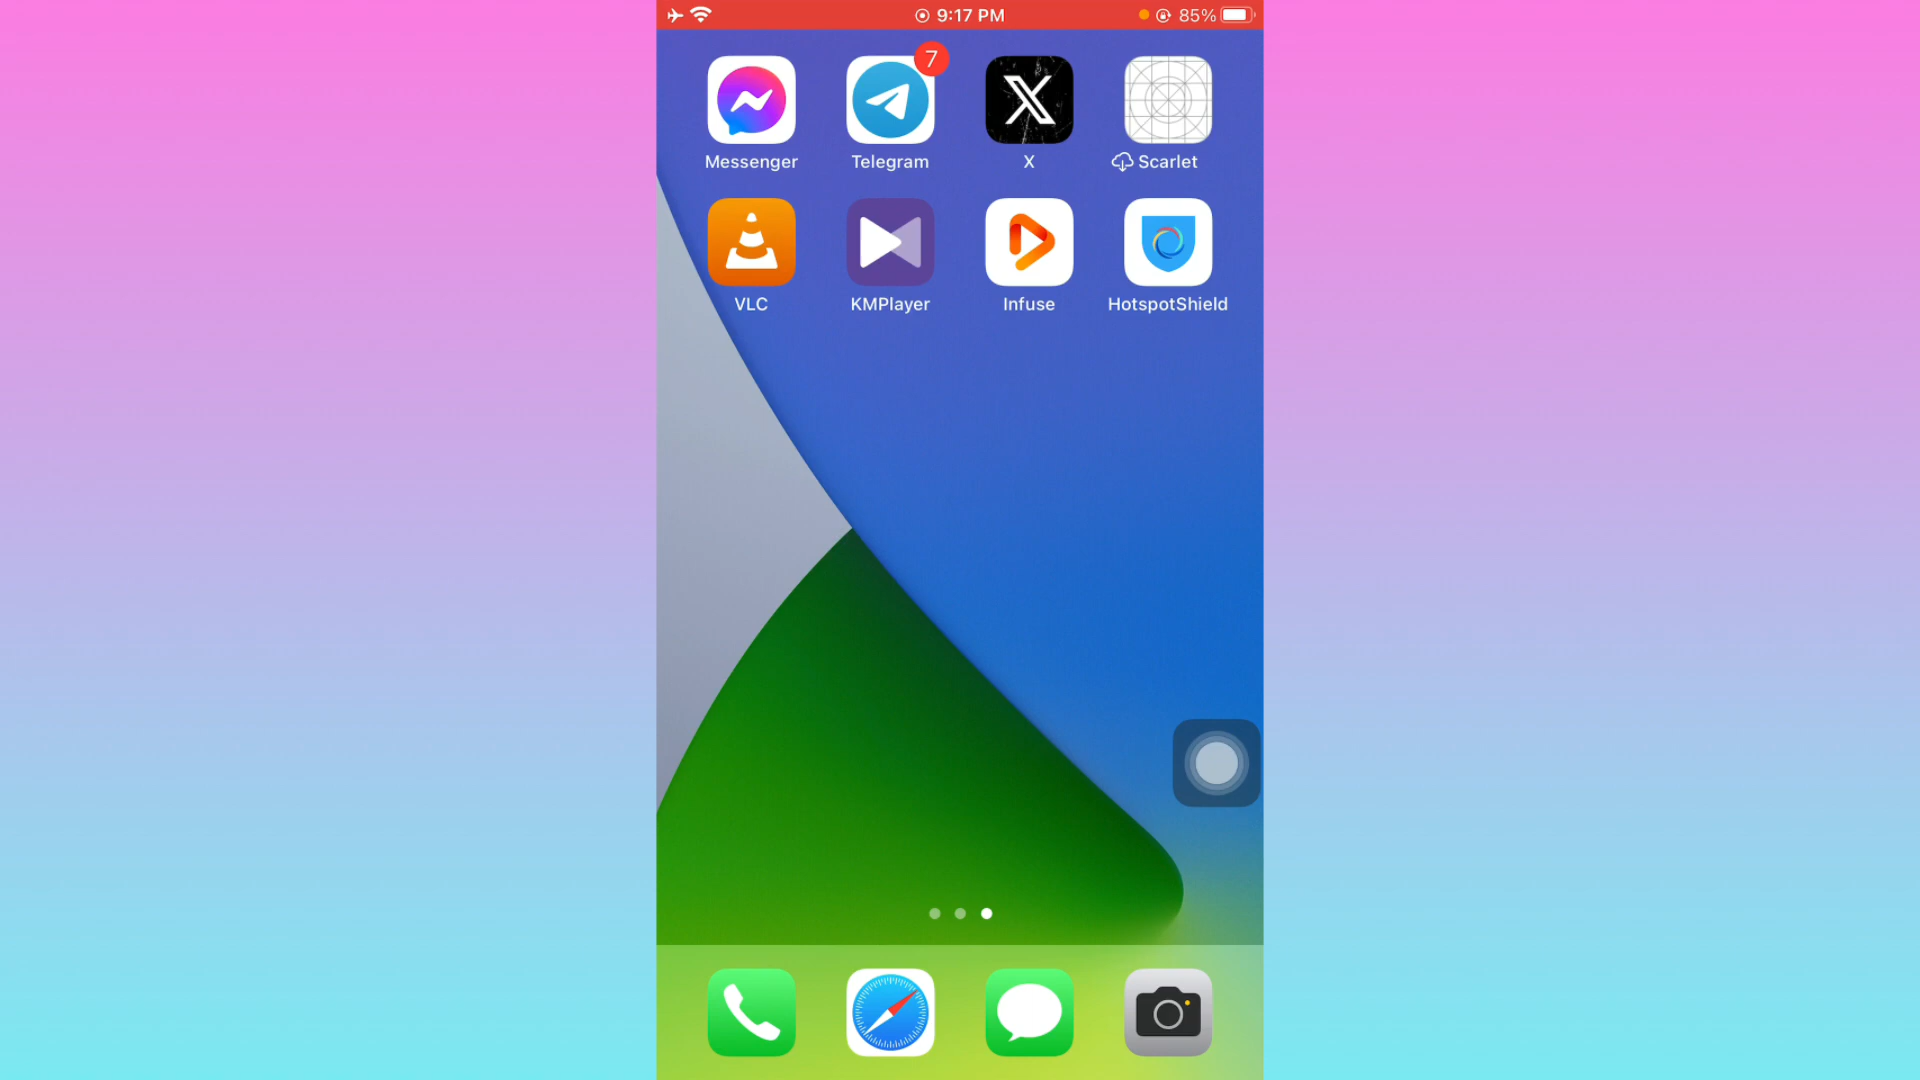 9:17 PM
85%
7
Messenger
Telegram
X
Scarlet
VLC
KMPlayer
Infuse
HotspotShield